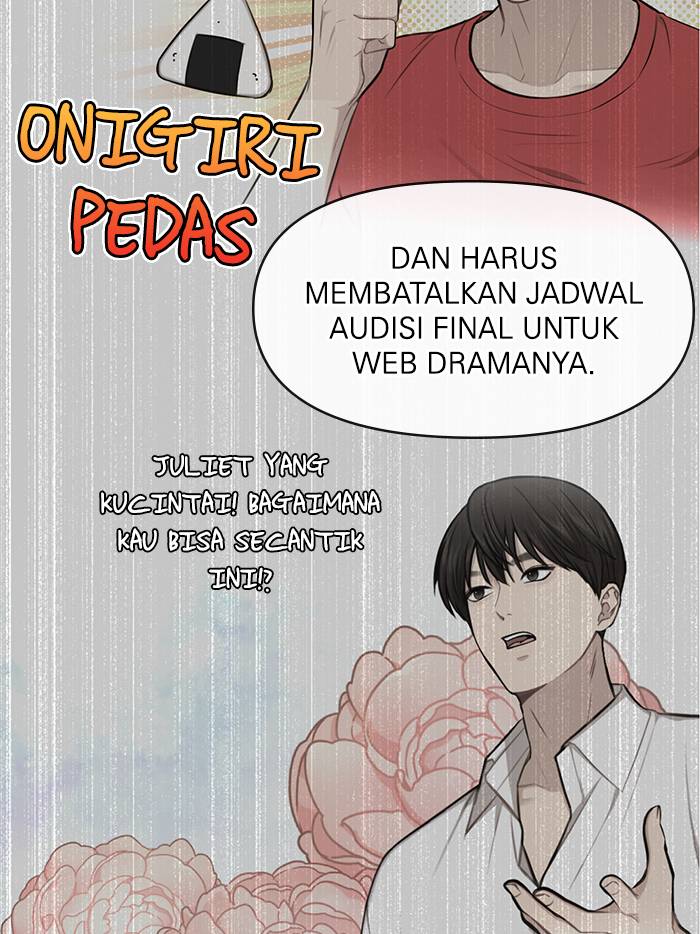 ONIGIRI
PEDAS
DAN HARUS
MEMBATALKAN JADWAL
AUDISI FINAL UNTUK
WEB DRAMANYA.
JULIET YANG
KUCINTAI! BAGAIMANA
KAU BISA SECANTIK
INI!?